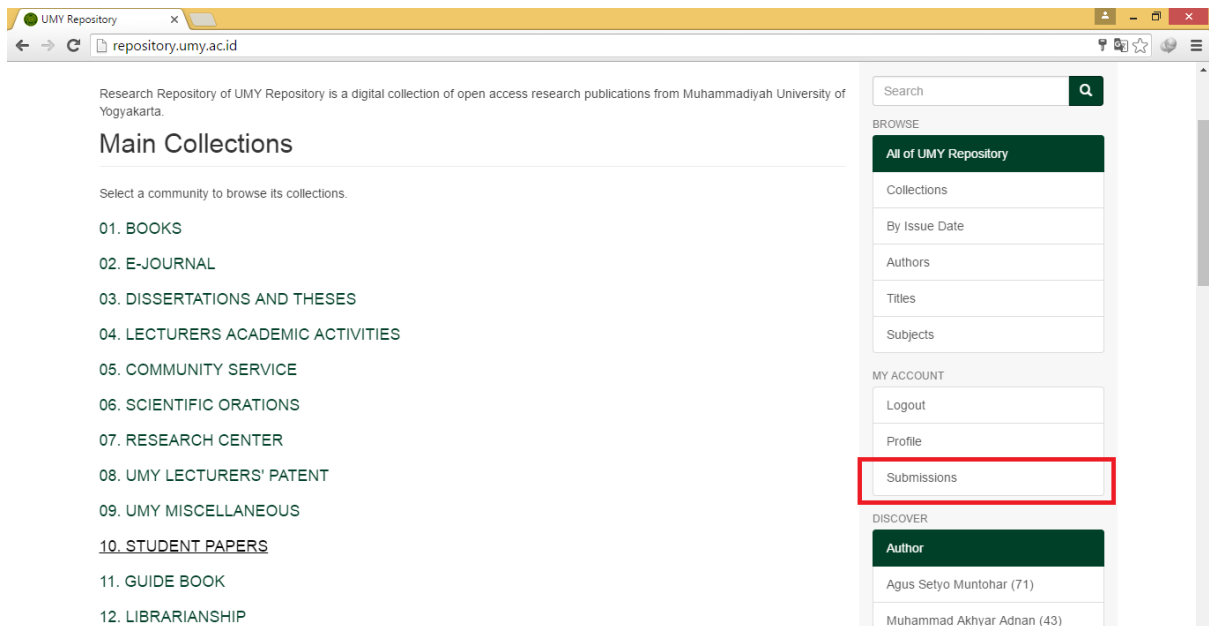 UMY Repository
repository.umy.ac.id
Research Repository of UMY Repository is a digital collection of open access research publications from Muhammadiyah University of
Yogyakarta.
Main Collections
Select a community to browse its collections.
01. BOOKS
02. E-JOURNAL
03. DISSERTATIONS AND THESES
04. LECTURERS ACADEMIC ACTIVITIES
05. COMMUNITY SERVICE
06. SCIENTIFIC ORATIONS
07. RESEARCH CENTER
08. UMY LECTURERS' PATENT
09. UMY MISCELLANEOUS
10. STUDENT PAPERS
11. GUIDE BOOK
12. LIBRARIANSHIP
Search
BROWSE
All of UMY Repository
Collections
By Issue Date
Authors
Titles
Subjects
MY ACCOUNT
Logout
Profile
Submissions
DISCOVER
Author
Agus Setyo Muntohar (71)
Muhammad Akhyar Adnan (43)